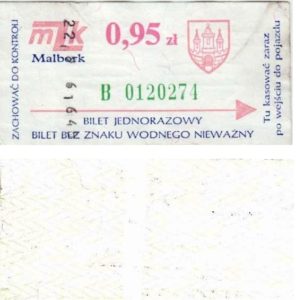 ZACHOWAĆ DO KONTROLI
MZK
Malbork
0,95 zł
B 0120274
BILET JEDNORAZOWY
BILET BEZ ZNAKU WODNEGO NIEWAŻNY
Tu kasować zaraz
po wejściu do pojazdu